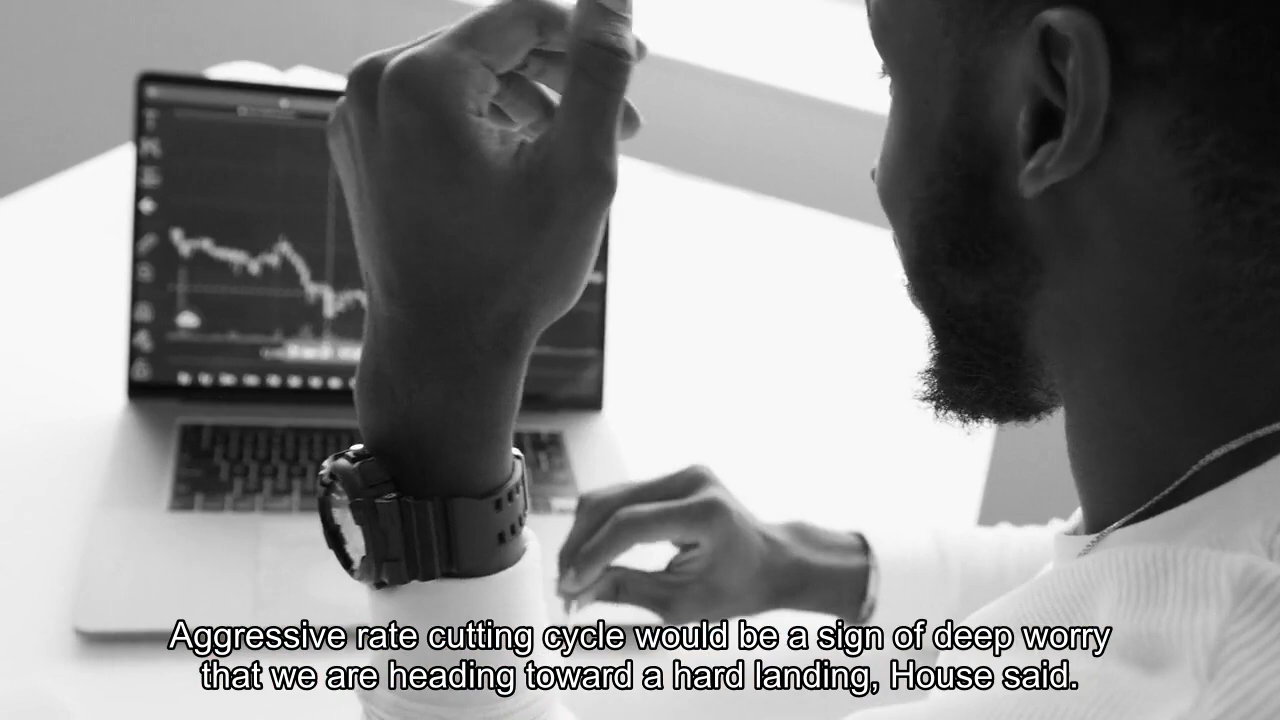 Aggressive rate cutting cycle would be a sign of deep worry
that we are heading toward a hard landing, House said.